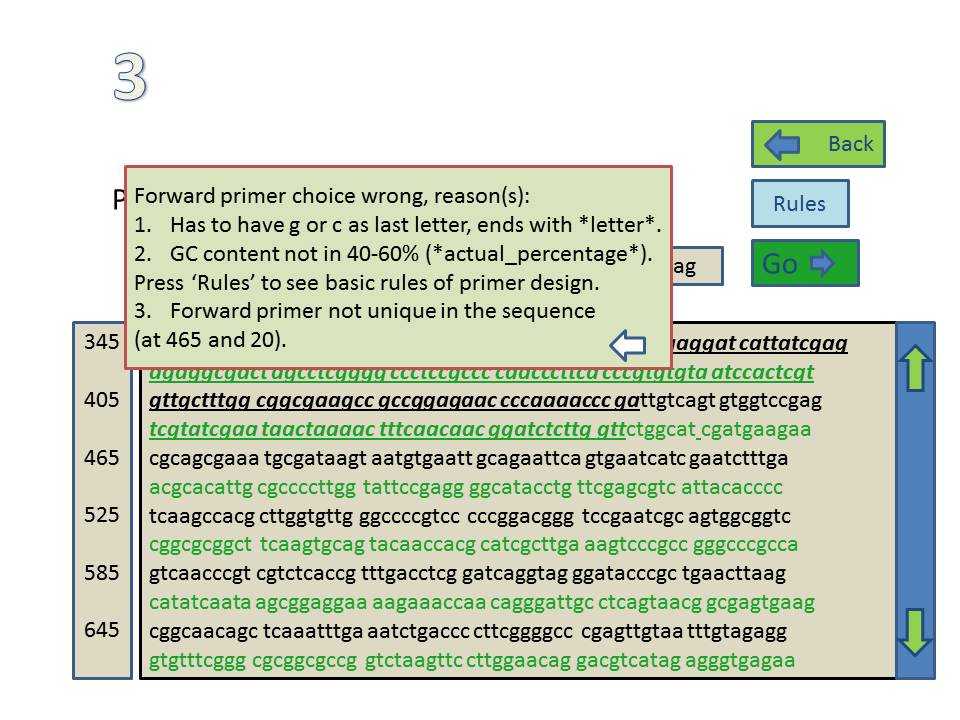 3
Back
P
Forward primer choice wrong, reason(s):
1. Has to have g or c as last letter, ends with *letter*.
Rules
2. GC content not in 40-60% (*actual_percentage*).
ag
Go
Press ‘Rules’ to see basic rules of primer design.
3. Forward primer not unique in the sequence
(at 465 and 20).
345 cattatcgag
agaggcgact agcctcgggg ccctccgccc caacccttca cccgtgtgta atccactcgt
405 gttgctttgg cggcgaagcc gccggagaac cccaaaaccc gattgtcagt gtggtccgag
tcgtatcgaa taactaaaac tttcaacaac ggatctcttg gttctggcat cgatgaagaa
465 cgcagcgaaa tgcgataagt aatgtgaatt gcagaattca gtgaatcatc gaatctttga
acgcacattg cgccccttgg tattccgagg ggcatacctg ttcgagcgtc attacacccc
525 tcaagccacg cttggtgttg ggccccgtcc cccggacggg tccgaatcgc agtggcggtc
cggcgcggct tcaagtgcag tacaaccacg catcgcttga aagtcccgcc gggcccgcca
585 gtcaacccgt cgtctcaccg tttgacctcg gatcaggtag ggatacccgc tgaacttaag
catatcaata agcggaggaa aagaaaccaa cagggattgc ctcagtaacg gcgagtgaag
645 cggcaacagc tcaaatttga aatctgaccc cttcggggcc cgagttgtaa tttgtagagg
gtgtttcggg cgcggcgccg gtctaagttc cttggaacag gacgtcatag agggtgagaa